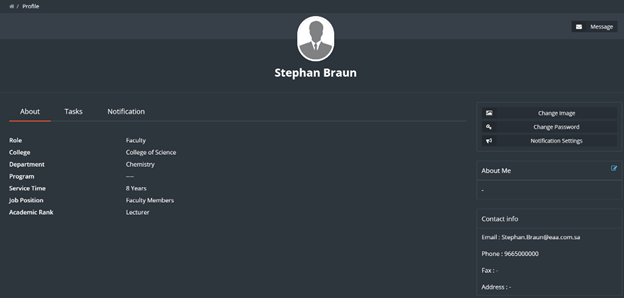 / Profile
Message
Stephan Braun
About Tasks Notification
Role Faculty
College College of Science
Department Chemistry
Program ---
Service Time 8 Years
Job Position Faculty Members
Academic Rank Lecturer
Change Image
Change Password
Notification Settings
About Me
-
Contact info
Email : Stephan.Braun@eaa.com.sa
Phone : 9665000000
Fax : -
Address : -